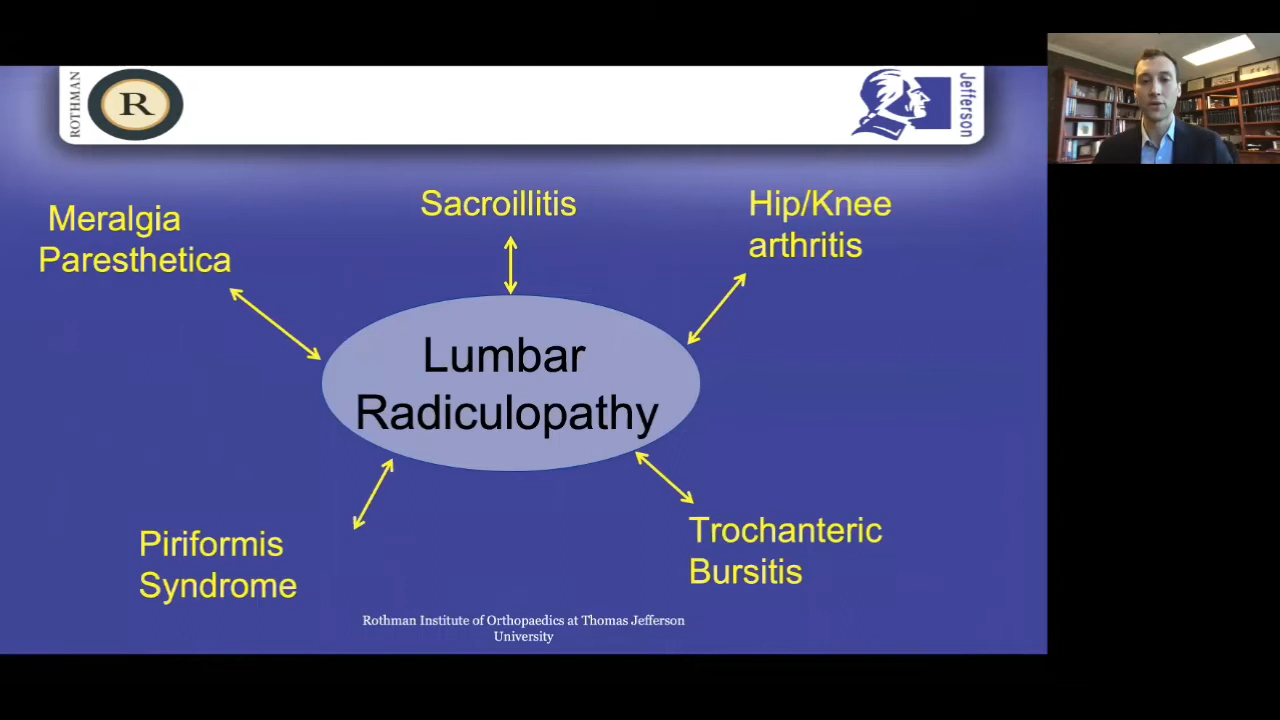 ROTHMAN
R
Jefferson
Meralgia
Paresthetica
Sacroillitis
Hip/Knee
arthritis
Lumbar
Radiculopathy
Piriformis
Syndrome
Trochanteric
Bursitis
Rothman Institute of Orthopaedics at Thomas Jefferson
University